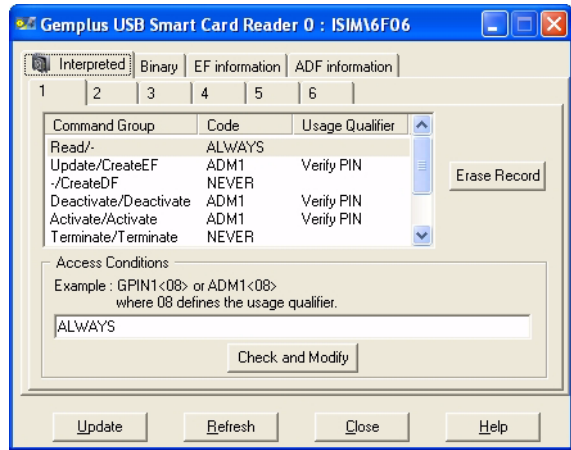 Gemplus USB Smart Card Reader 0 : ISIM\6F06
Interpreted Binary EF information ADF information
1 2 3 4 5 6
Command Group Code Usage Qualifier
Read/- ALWAYS
Update/CreateEF ADM1 Verify PIN
-/CreateDF NEVER
Deactivate/Deactivate ADM1 Verify PIN
Activate/Activate ADM1 Verify PIN
Terminate/Terminate NEVER
Erase Record
Access Conditions
Example : GPIN1<08> or ADM1<08>
where 08 defines the usage qualifier.
ALWAYS
Check and Modify
Update Refresh Close Help